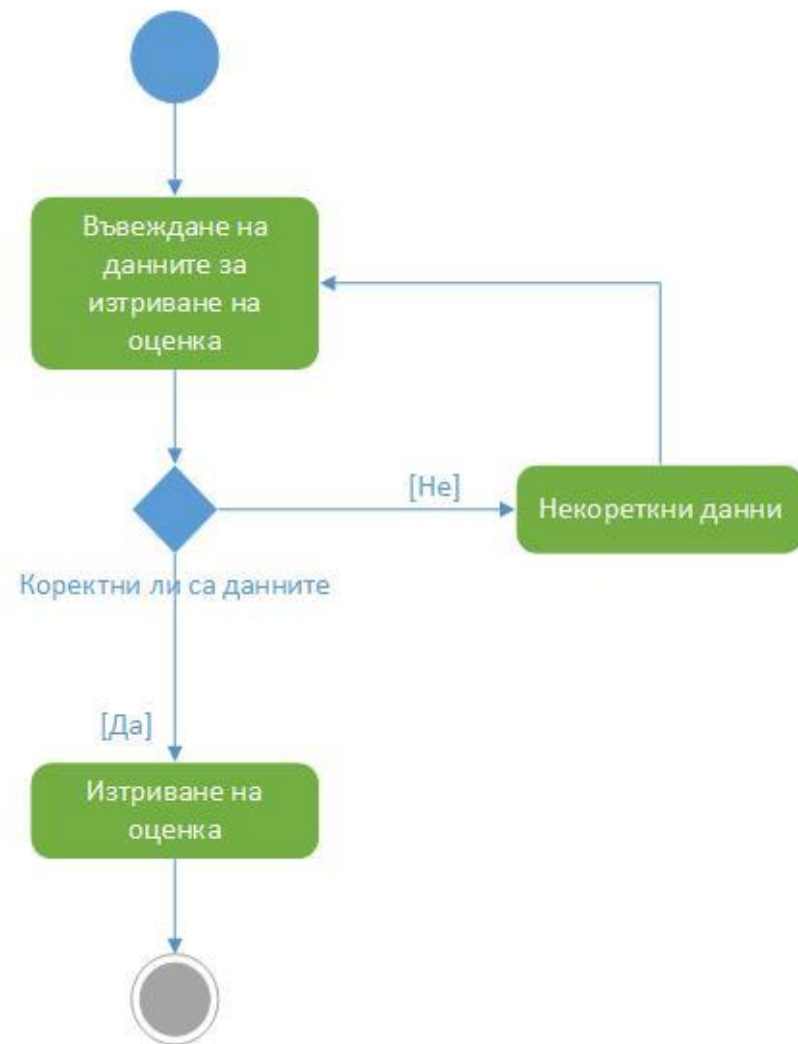 Въвеждане на
данните за
изтриване на
оценка
[Не]
Некореткни данни
Коректни ли са данните
[Да]
Изтриване на
оценка